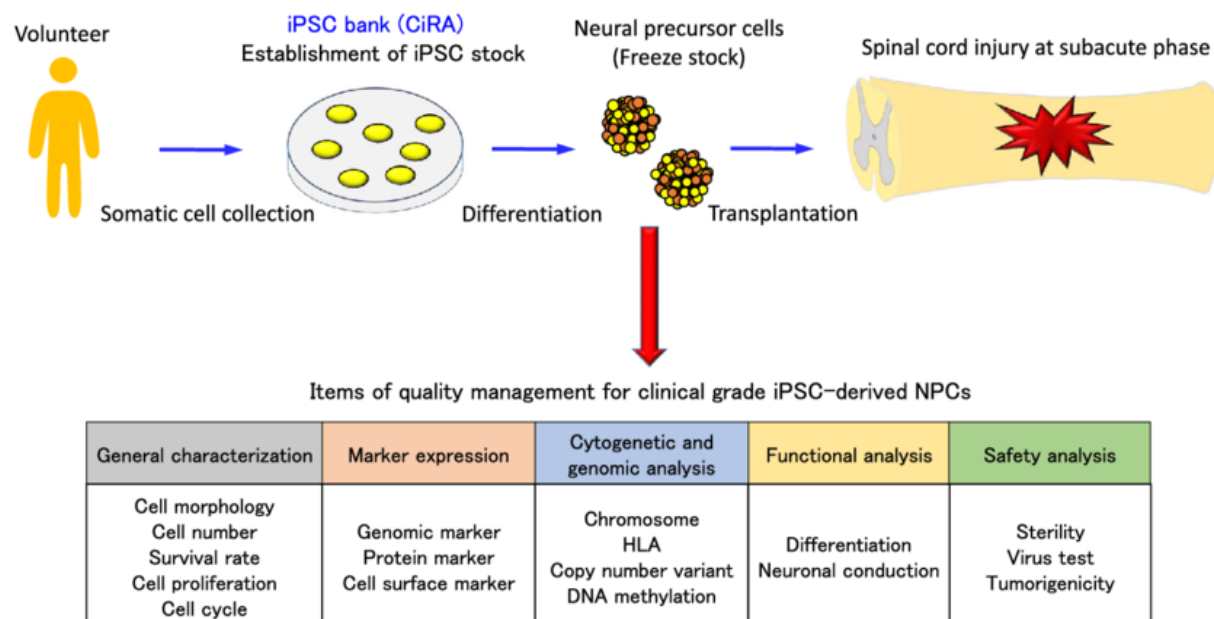 Volunteer
iPSC bank (CiRA)
Establishment of iPSC stock
Neural precursor cells
(Freeze stock)
Spinal cord injury at subacute phase
Somatic cell collection
Differentiation
Transplantation
Items of quality management for clinical grade iPSC-derived NPCs
General characterization
Marker expression
Cytogenetic and
genomic analysis
Functional analysis
Safety analysis
Cell morphology
Cell number
Survival rate
Cell proliferation
Cell cycle
Genomic marker
Protein marker
Cell surface marker
Chromosome
HLA
Copy number variant
DNA methylation
Differentiation
Neuronal conduction
Sterility
Virus test
Tumorigenicity